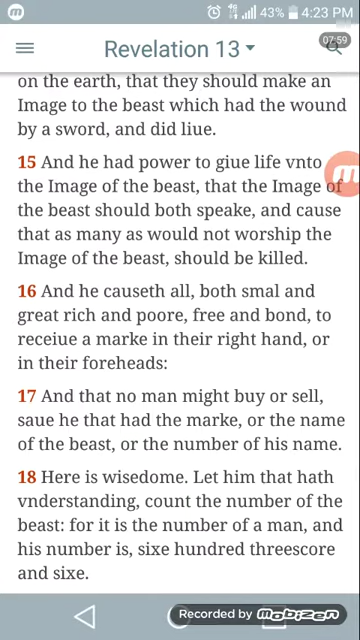 4G 43% 4:23 PM
Revelation 13
07:59
on the earth, that they should make an
Image to the beast which had the wound
by a sword, and did liue.
15 And he had power to giue life vnto
the Image of the beast, that the Image of
the beast should both speake, and cause
that as many as would not worship the
Image of the beast, should be killed.
16 And he causeth all, both smal and
great rich and poore, free and bond, to
receiue a marke in their right hand, or
in their foreheads:
17 And that no man might buy or sell,
saue he that had the marke, or the name
of the beast, or the number of his name.
18 Here is wisedome. Let him that hath
vnderstanding, count the number of the
beast: for it is the number of a man, and
his number is, sixe hundred threescore
and sixe.
Recorded by mobizen